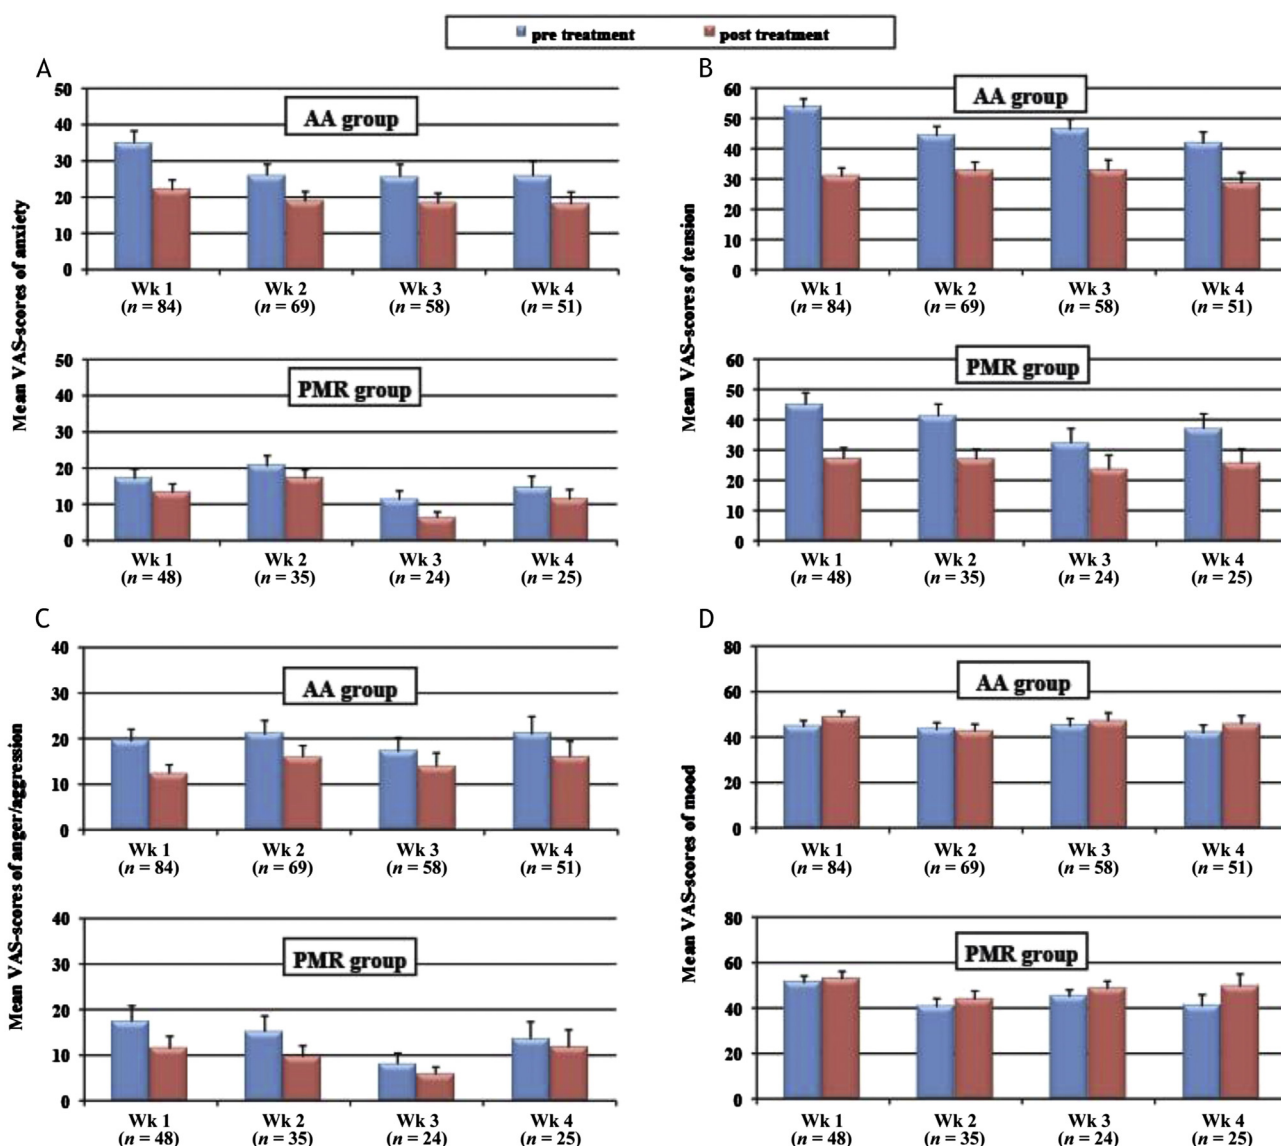 pre treatment post treatment
A
Mean VAS-scores of anxiety
50
40
30
20
10
0
AA group
Wk 1 Wk 2 Wk 3 Wk 4
(n = 84) (n = 69) (n = 58) (n = 51)
50
40
30
20
10
0
PMR group
Wk 1 Wk 2 Wk 3 Wk 4
(n = 48) (n = 35) (n = 24) (n = 25)
B
Mean VAS-scores of tension
60
50
40
30
20
10
0
AA group
Wk 1 Wk 2 Wk 3 Wk 4
(n = 84) (n = 69) (n = 58) (n = 51)
60
50
40
30
20
10
0
PMR group
Wk 1 Wk 2 Wk 3 Wk 4
(n = 48) (n = 35) (n = 24) (n = 25)
C
Mean VAS-scores of anger/aggression
40
30
20
10
0
AA group
Wk 1 Wk 2 Wk 3 Wk 4
(n = 84) (n = 69) (n = 58) (n = 51)
40
30
20
10
0
PMR group
Wk 1 Wk 2 Wk 3 Wk 4
(n = 48) (n = 35) (n = 24) (n = 25)
D
Mean VAS-scores of mood
80
60
40
20
0
AA group
Wk 1 Wk 2 Wk 3 Wk 4
(n = 84) (n = 69) (n = 58) (n = 51)
80
60
40
20
0
PMR group
Wk 1 Wk 2 Wk 3 Wk 4
(n = 48) (n = 35) (n = 24) (n = 25)